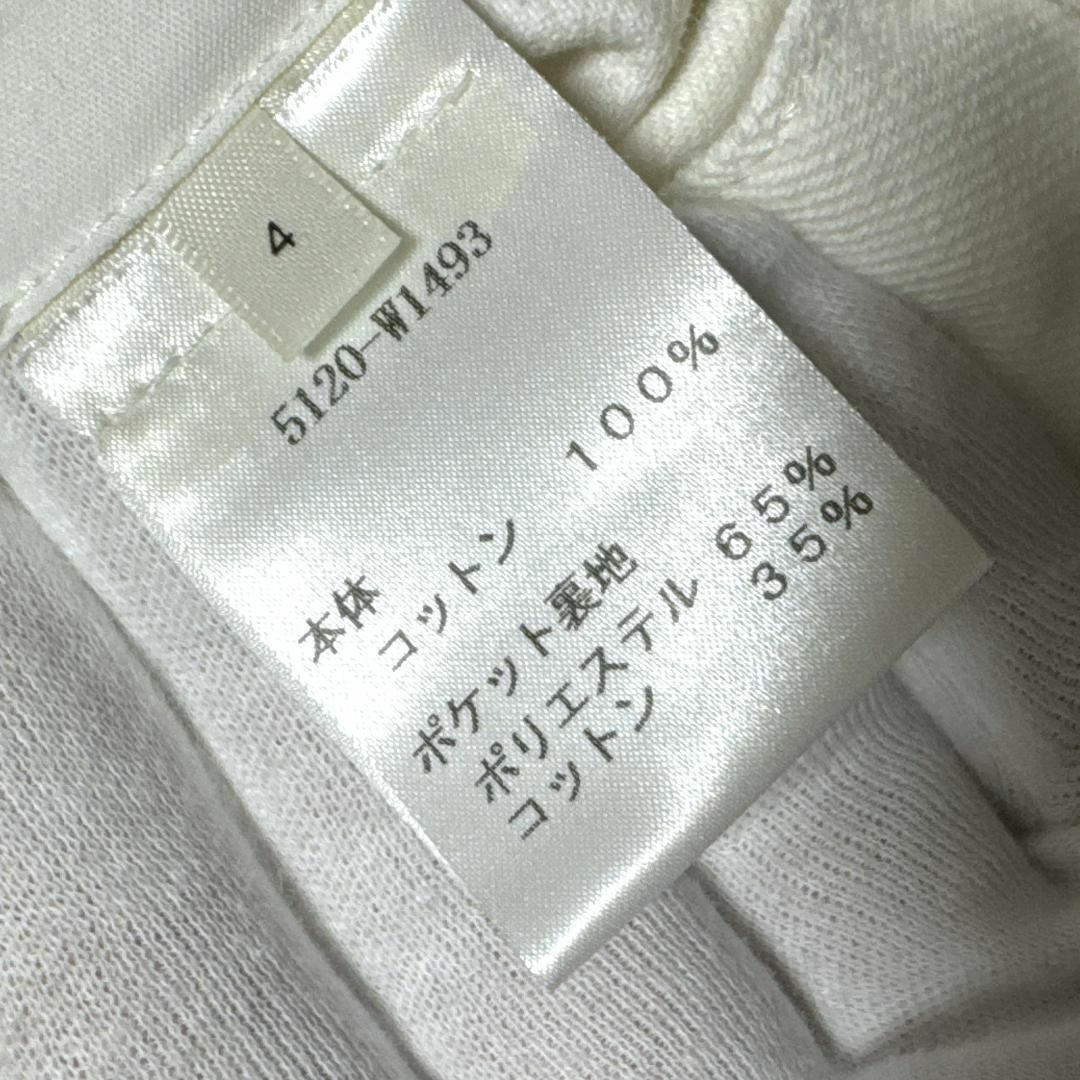 4
5120-W1493
本体
コットン 100%
ポケット裏地
ポリエステル 65%
コットン 35%